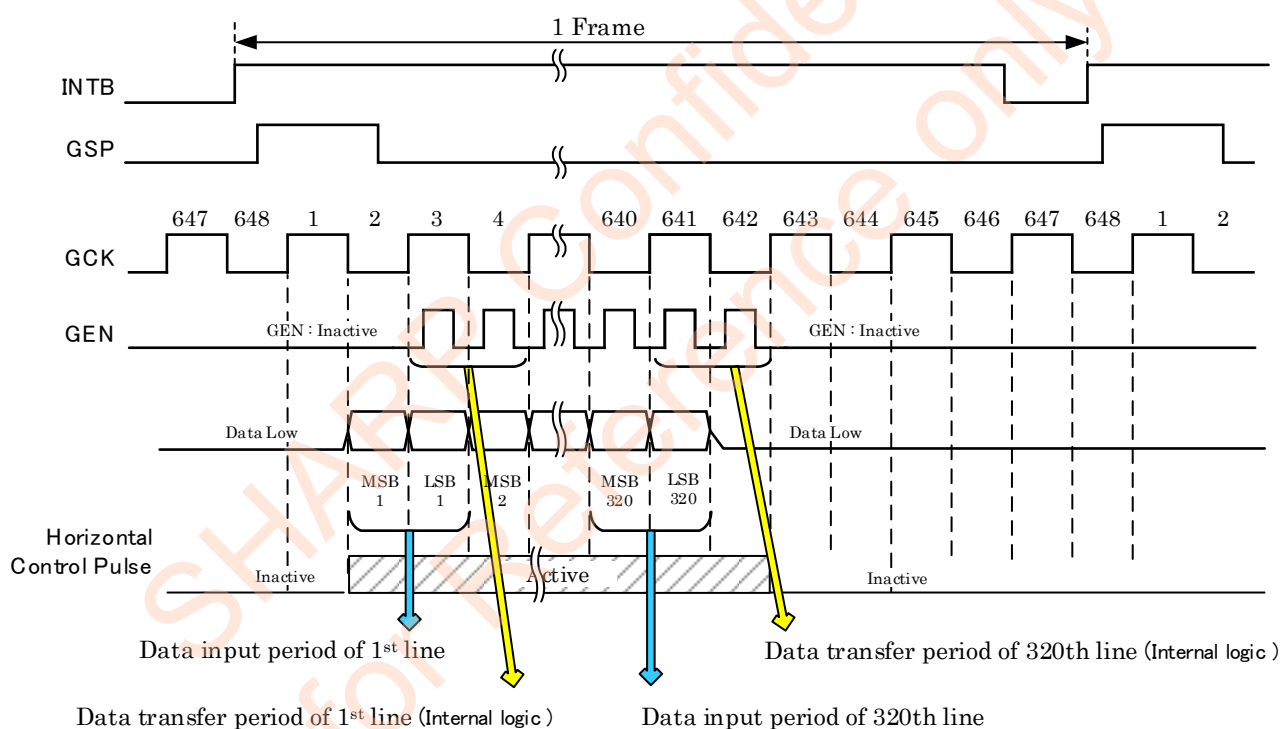 1 Frame
INTB
GSP
647 648 1 2 3 4 640 641 642 643 644 645 646 647 648 1 2
GCK
GEN : Inactive
GEN : Inactive
GEN
Data Low
Data Low
MSB 1
LSB 1
MSB 2
MSB 320
LSB 320
Horizontal
Control Pulse
Inactive
Active
Inactive
Data input period of 1st line
Data transfer period of 320th line (Internal logic )
Data transfer period of 1st line (Internal logic )
Data input period of 320th line
SHARP Confide
for Reference only